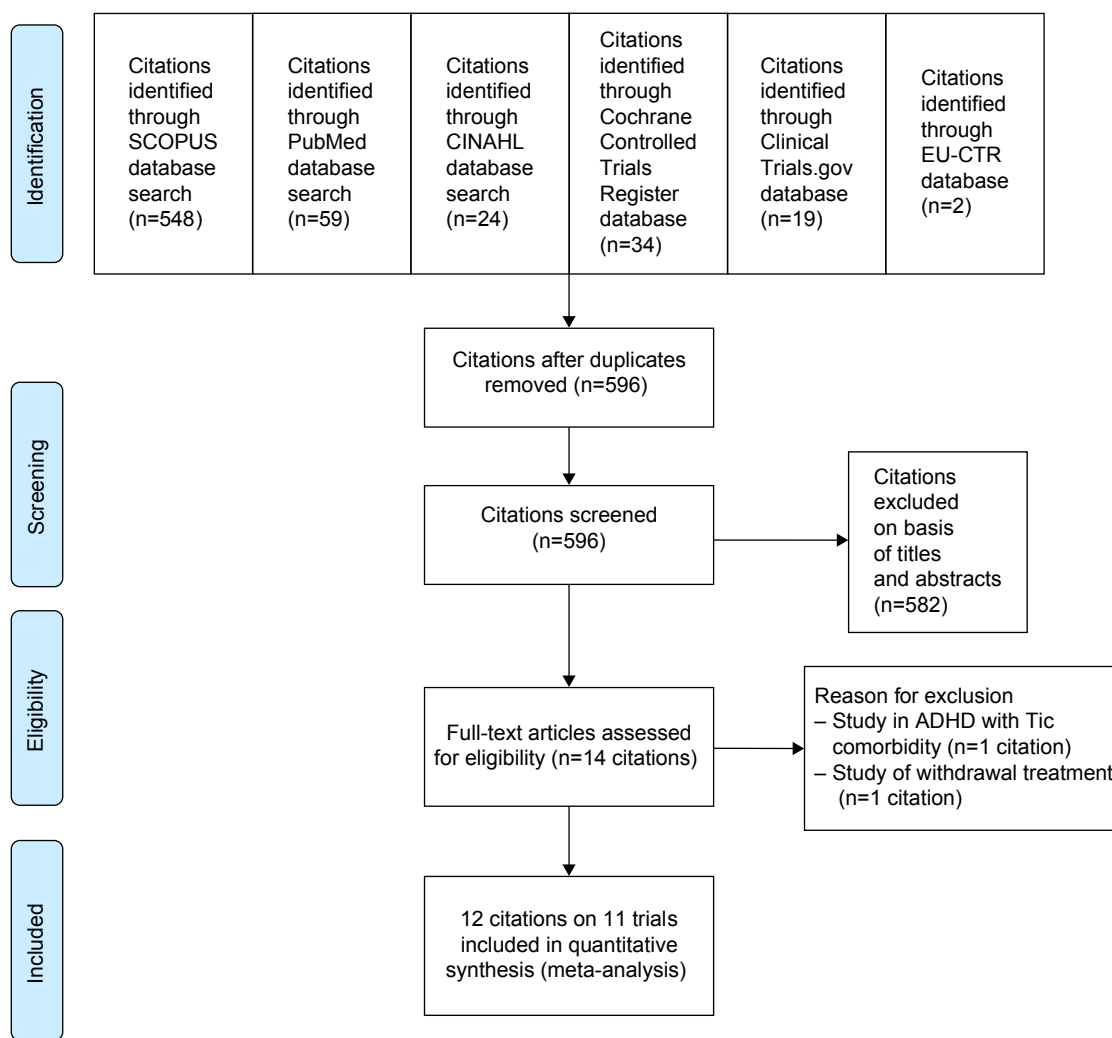 Identification
Citations
identified
through
SCOPUS
database
search
(n=548)
Citations
identified
through
PubMed
database
search
(n=59)
Citations
identified
through
CINAHL
database
search
(n=24)
Citations
identified
through
Cochrane
Controlled
Trials
Register
database
(n=34)
Citations
identified
through
Clinical
Trials.gov
database
(n=19)
Citations
identified
through
EU-CTR
database
(n=2)
Citations after duplicates
removed (n=596)
Screening
Citations screened
(n=596)
Citations
excluded
on basis
of titles
and abstracts
(n=582)
Eligibility
Full-text articles assessed
for eligibility (n=14 citations)
Reason for exclusion
– Study in ADHD with Tic
comorbidity (n=1 citation)
– Study of withdrawal treatment
(n=1 citation)
Included
12 citations on 11 trials
included in quantitative
synthesis (meta-analysis)